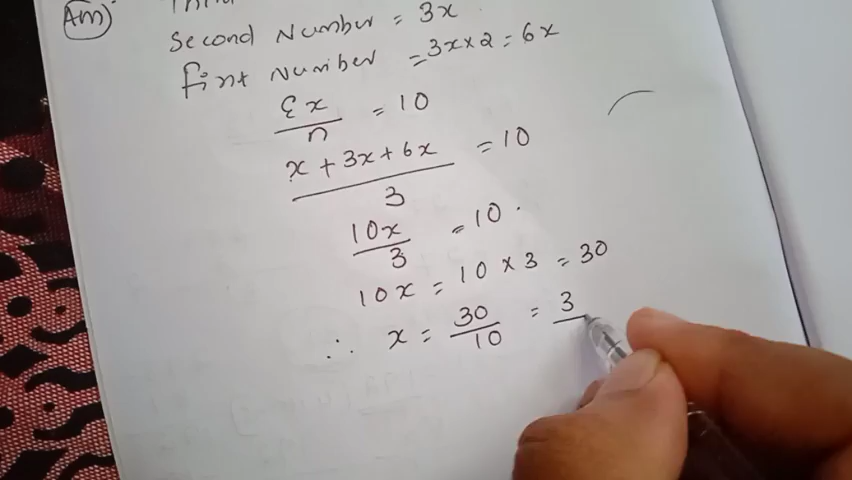 Am)
Second Number = 3x
First Number = 3x×2 = 6x
Σx/n = 10
x + 3x + 6x/3 = 10
10x/3 = 10.
10x = 10 × 3 = 30
∴ x = 30/10 = 3